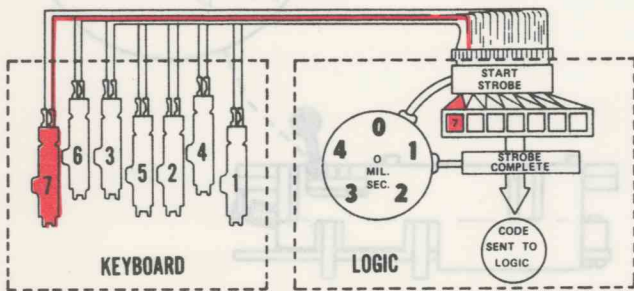 START
STROBE
7
0
4
1
0
MIL.
SEC.
3
2
STROBE
COMPLETE
CODE
SENT TO
LOGIC
7
6
3
5
2
4
1
KEYBOARD
LOGIC